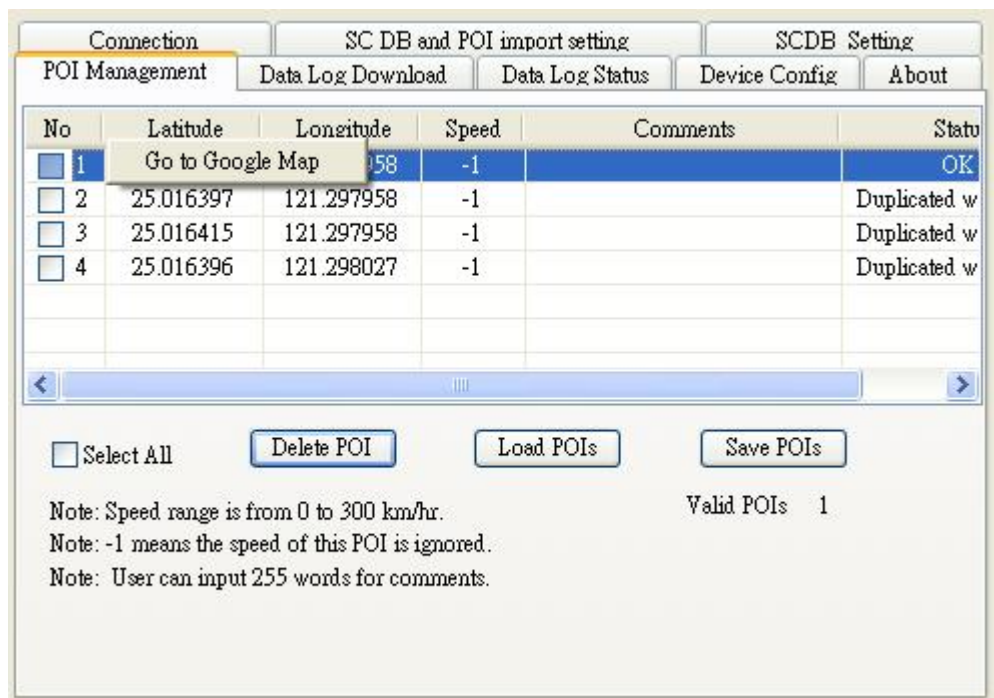 Connection SC DB and POI import setting SCDB Setting
POI Management Data Log Download Data Log Status Device Config About
No Latitude Longitude Speed Comments Statu
1 Go to Google Map 958 -1 OK
2 25.016397 121.297958 -1 Duplicated w
3 25.016415 121.297958 -1 Duplicated w
4 25.016396 121.298027 -1 Duplicated w
Select All Delete POI Load POIs Save POIs
Note: Speed range is from 0 to 300 km/hr. Valid POIs 1
Note: -1 means the speed of this POI is ignored.
Note: User can input 255 words for comments.